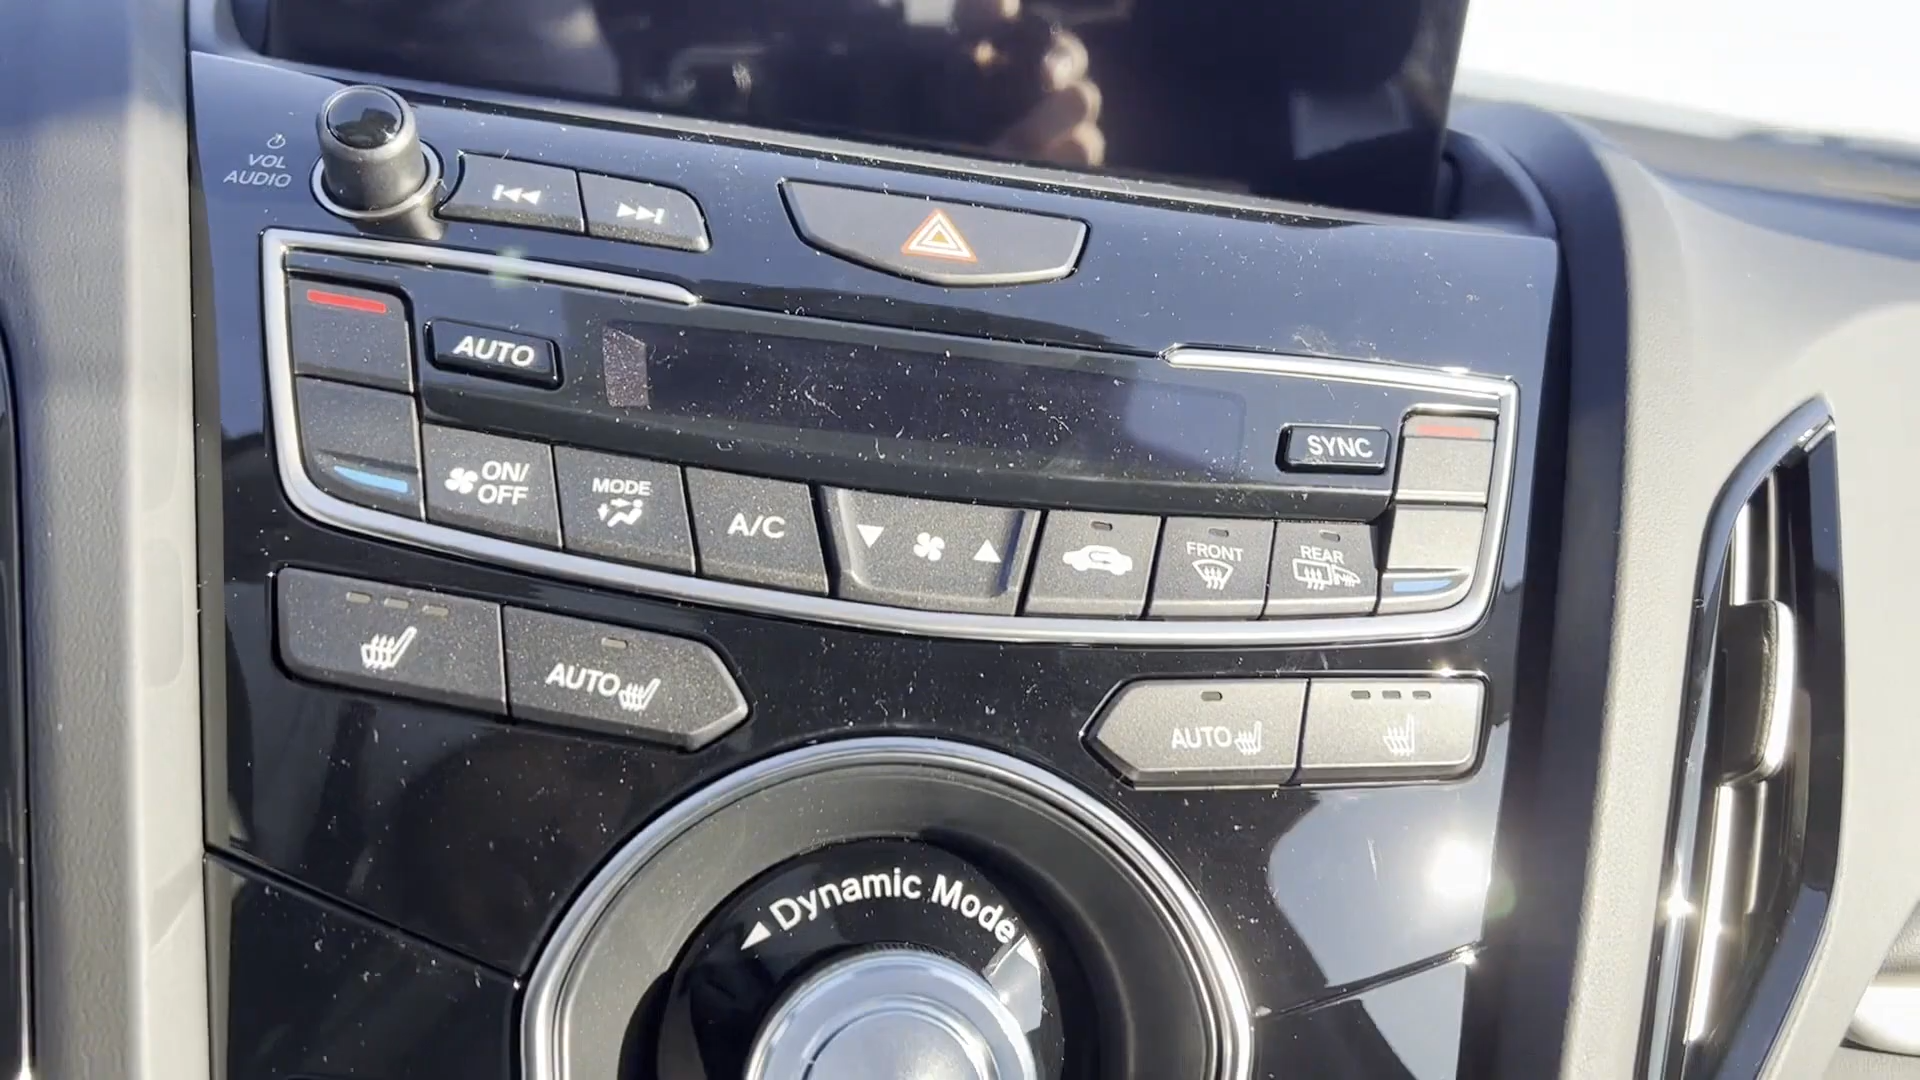 VOL
AUDIO
AUTO
SYNC
ON/
OFF
MODE
A/C
FRONT
REAR
AUTO
AUTO
Dynamic Mode